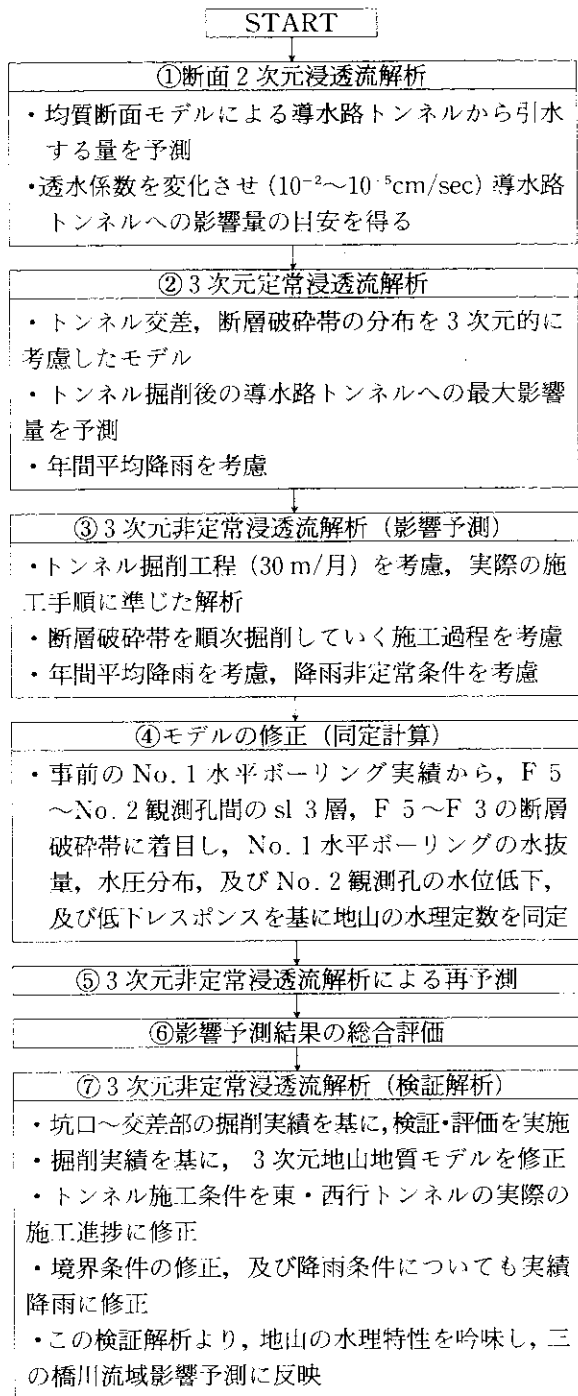 START
①断面2次元浸透流解析
・均質断面モデルによる導水路トンネルから引水
する量を予測
・透水係数を変化させ(10⁻²～10⁻⁵cm/sec)導水路
トンネルへの影響量の目安を得る
②3次元定常浸透流解析
・トンネル交差，断層破砕帯の分布を3次元的に
考慮したモデル
・トンネル掘削後の導水路トンネルへの最大影響
量を予測
・年間平均降雨を考慮
③3次元非定常浸透流解析（影響予測）
・トンネル掘削工程（30 m/月）を考慮，実際の施
工手順に準じた解析
・断層破砕帯を順次掘削していく施工過程を考慮
・年間平均降雨を考慮，降雨非定常条件を考慮
④モデルの修正（同定計算）
・事前のNo.1水平ボーリング実績から，F 5
～No.2観測孔間のsl 3層，F 5～F 3の断層
破砕帯に着目し，No.1水平ボーリングの水抜
量，水圧分布，及びNo.2観測孔の水位低下，
及び低下レスポンスを基に地山の水理定数を同定
⑤3次元非定常浸透流解析による再予測
⑥影響予測結果の総合評価
⑦3次元非定常浸透流解析（検証解析）
・坑口～交差部の掘削実績を基に，検証・評価を実施
・掘削実績を基に，3次元地山地質モデルを修正
・トンネル施工条件を東・西行トンネルの実際の
施工進捗に修正
・境界条件の修正，及び降雨条件についても実績
降雨に修正
・この検証解析より，地山の水理特性を吟味し，三
の橋川流域影響予測に反映